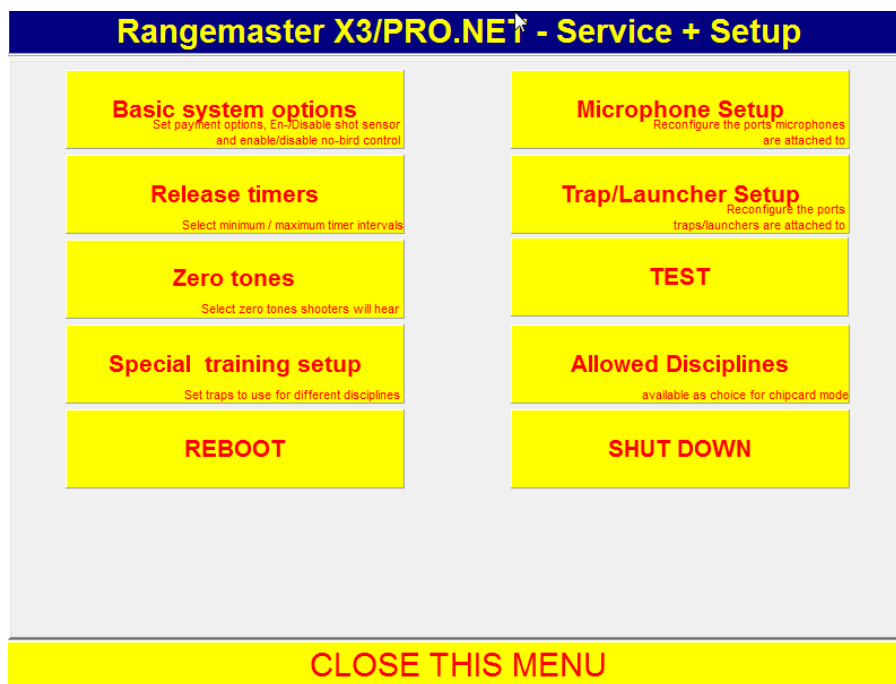 Rangemaster X3/PRO.NET - Service + Setup
Basic system options
Set payment options, En-/Disable shot sensor
and enable/disable no-bird control
Microphone Setup
Reconfigure the ports microphones
are attached to
Release timers
Select minimum / maximum timer intervals
Trap/Launcher Setup
Reconfigure the ports
traps/launchers are attached to
Zero tones
Select zero tones shooters will hear
TEST
Special  training setup
Set traps to use for different disciplines
Allowed Disciplines
available as choice for chipcard mode
REBOOT
SHUT DOWN
CLOSE THIS MENU